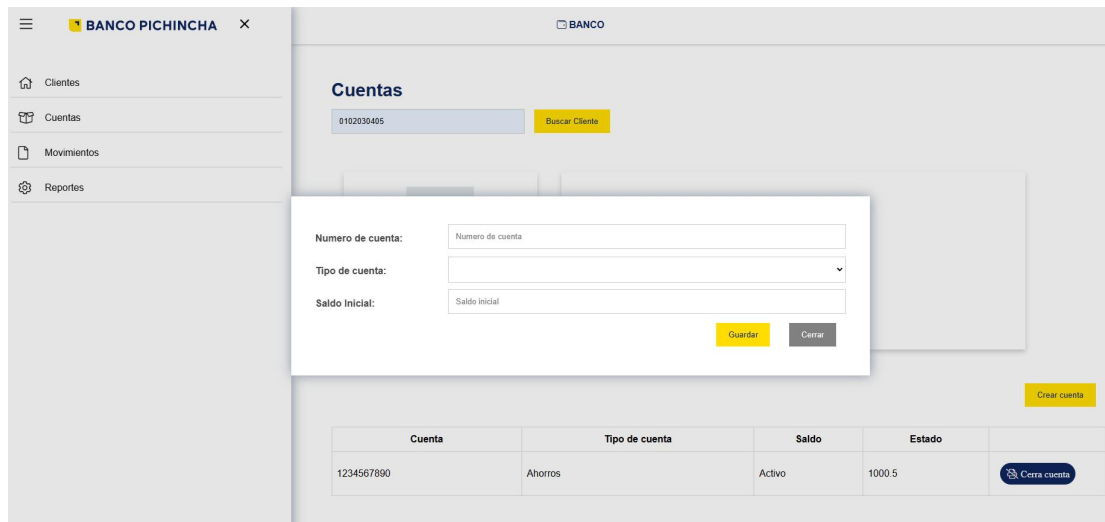 BANCO PICHINCHA
BANCO
Clientes
Cuentas
Movimientos
Reportes
Cuentas
0102030405 Buscar Cliente
Numero de cuenta: Numero de cuenta
Tipo de cuenta:
Saldo Inicial: Saldo inicial
Guardar Cerrar
Crear cuenta
Cuenta Tipo de cuenta Saldo Estado
1234567890 Ahorros Activo 1000.5 Cerra cuenta